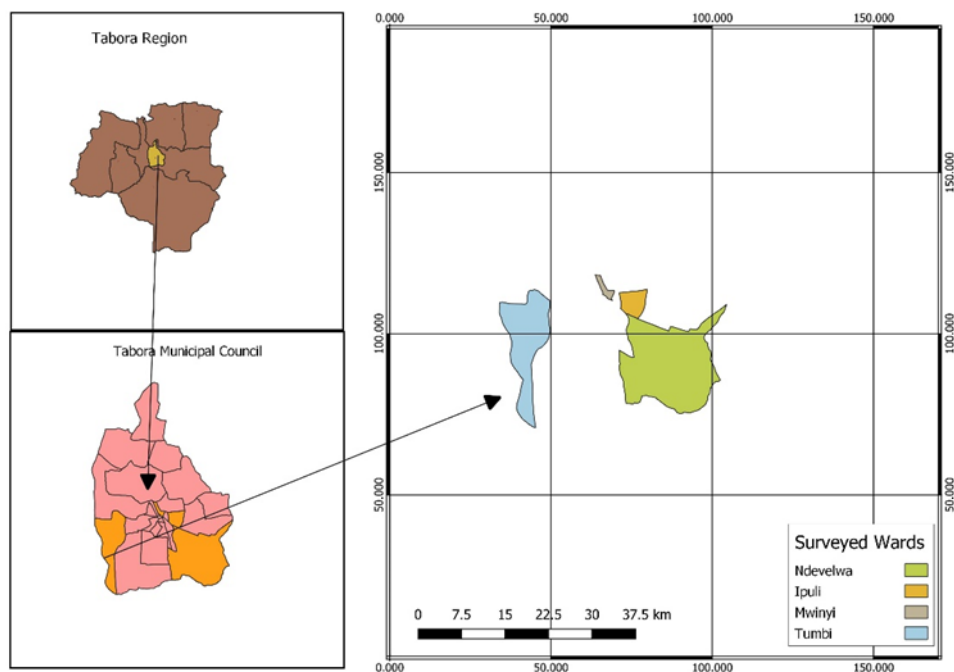 Tabora Region
Tabora Municipal Council
0.000 50.000 100.000 150.000
150.000
100.000
50.000
150.000
100.000
50.000
Surveyed Wards
Ndevelwa
Ipuli
Mwinyi
Tumbi
0 7.5 15 22.5 30 37.5 km
0.000 50.000 100.000 150.000